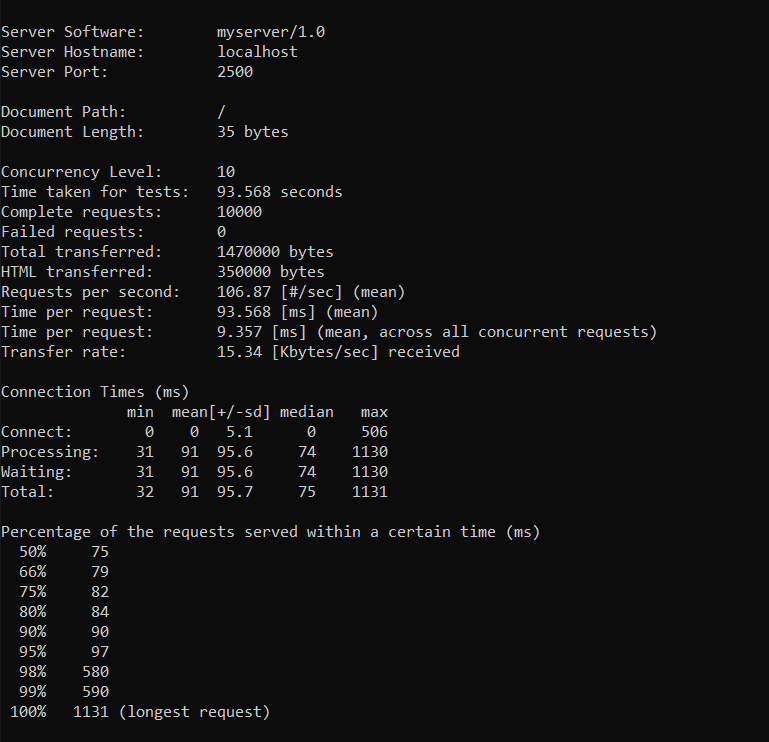 Server Software:        myserver/1.0
Server Hostname:        localhost
Server Port:            2500

Document Path:          /
Document Length:        35 bytes

Concurrency Level:      10
Time taken for tests:   93.568 seconds
Complete requests:      10000
Failed requests:        0
Total transferred:      1470000 bytes
HTML transferred:       350000 bytes
Requests per second:    106.87 [#/sec] (mean)
Time per request:       93.568 [ms] (mean)
Time per request:       9.357 [ms] (mean, across all concurrent requests)
Transfer rate:          15.34 [Kbytes/sec] received

Connection Times (ms)
              min  mean[+/-sd] median   max
Connect:        0    0   5.1      0     506
Processing:    31   91  95.6     74    1130
Waiting:       31   91  95.6     74    1130
Total:         32   91  95.7     75    1131

Percentage of the requests served within a certain time (ms)
  50%     75
  66%     79
  75%     82
  80%     84
  90%     90
  95%     97
  98%    580
  99%    590
 100%   1131 (longest request)